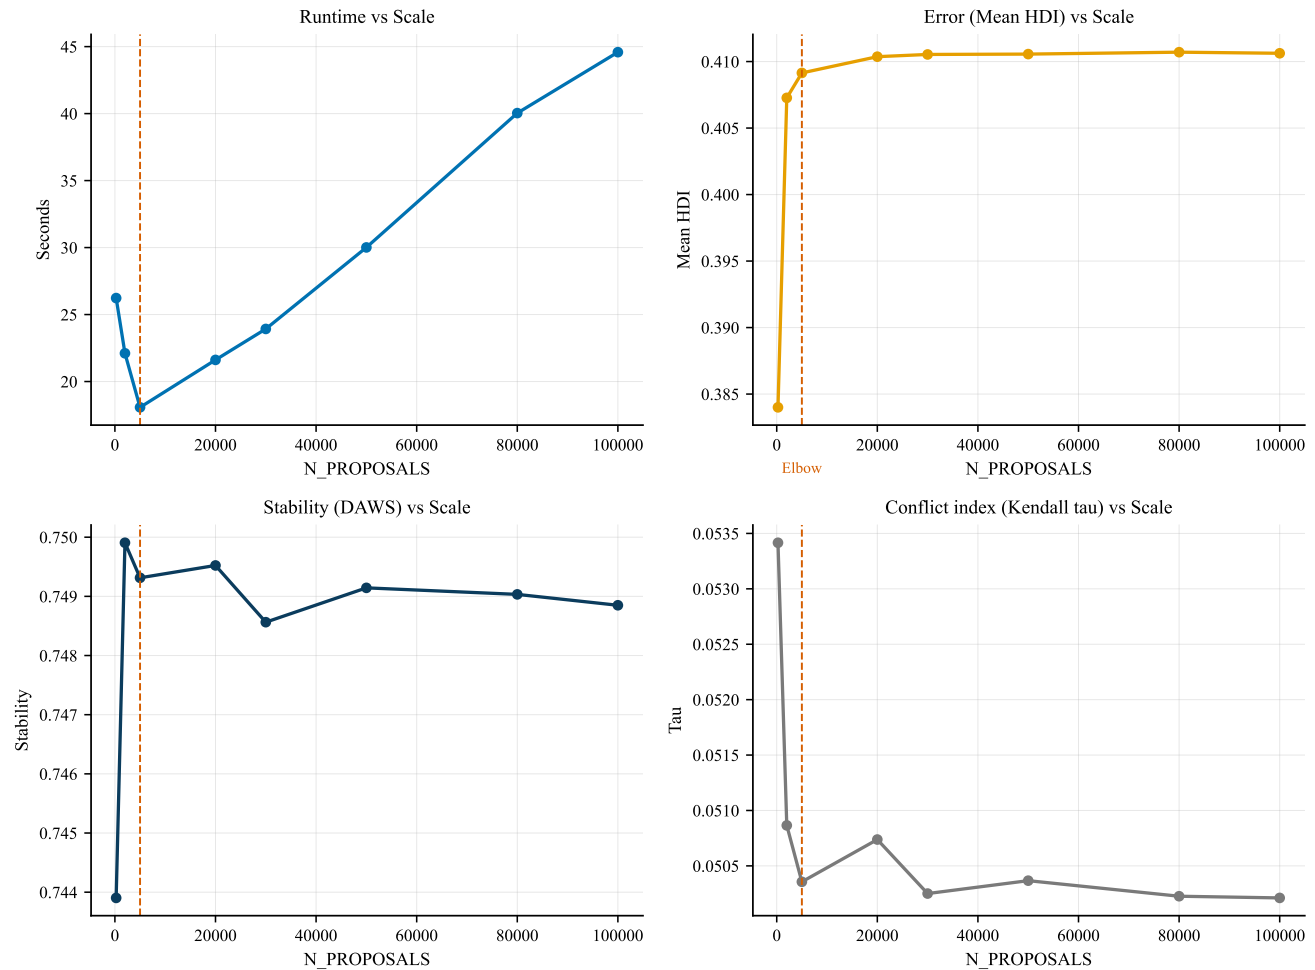 Runtime vs Scale
45
40
35
30
25
20
Seconds
0 20000 40000 60000 80000 100000
N_PROPOSALS
Error (Mean HDI) vs Scale
0.410
0.405
0.400
0.395
0.390
0.385
Mean HDI
0 20000 40000 60000 80000 100000
Elbow
N_PROPOSALS
Stability (DAWS) vs Scale
0.750
0.749
0.748
0.747
0.746
0.745
0.744
Stability
0 20000 40000 60000 80000 100000
N_PROPOSALS
Conflict index (Kendall tau) vs Scale
0.0535
0.0530
0.0525
0.0520
0.0515
0.0510
0.0505
Tau
0 20000 40000 60000 80000 100000
N_PROPOSALS